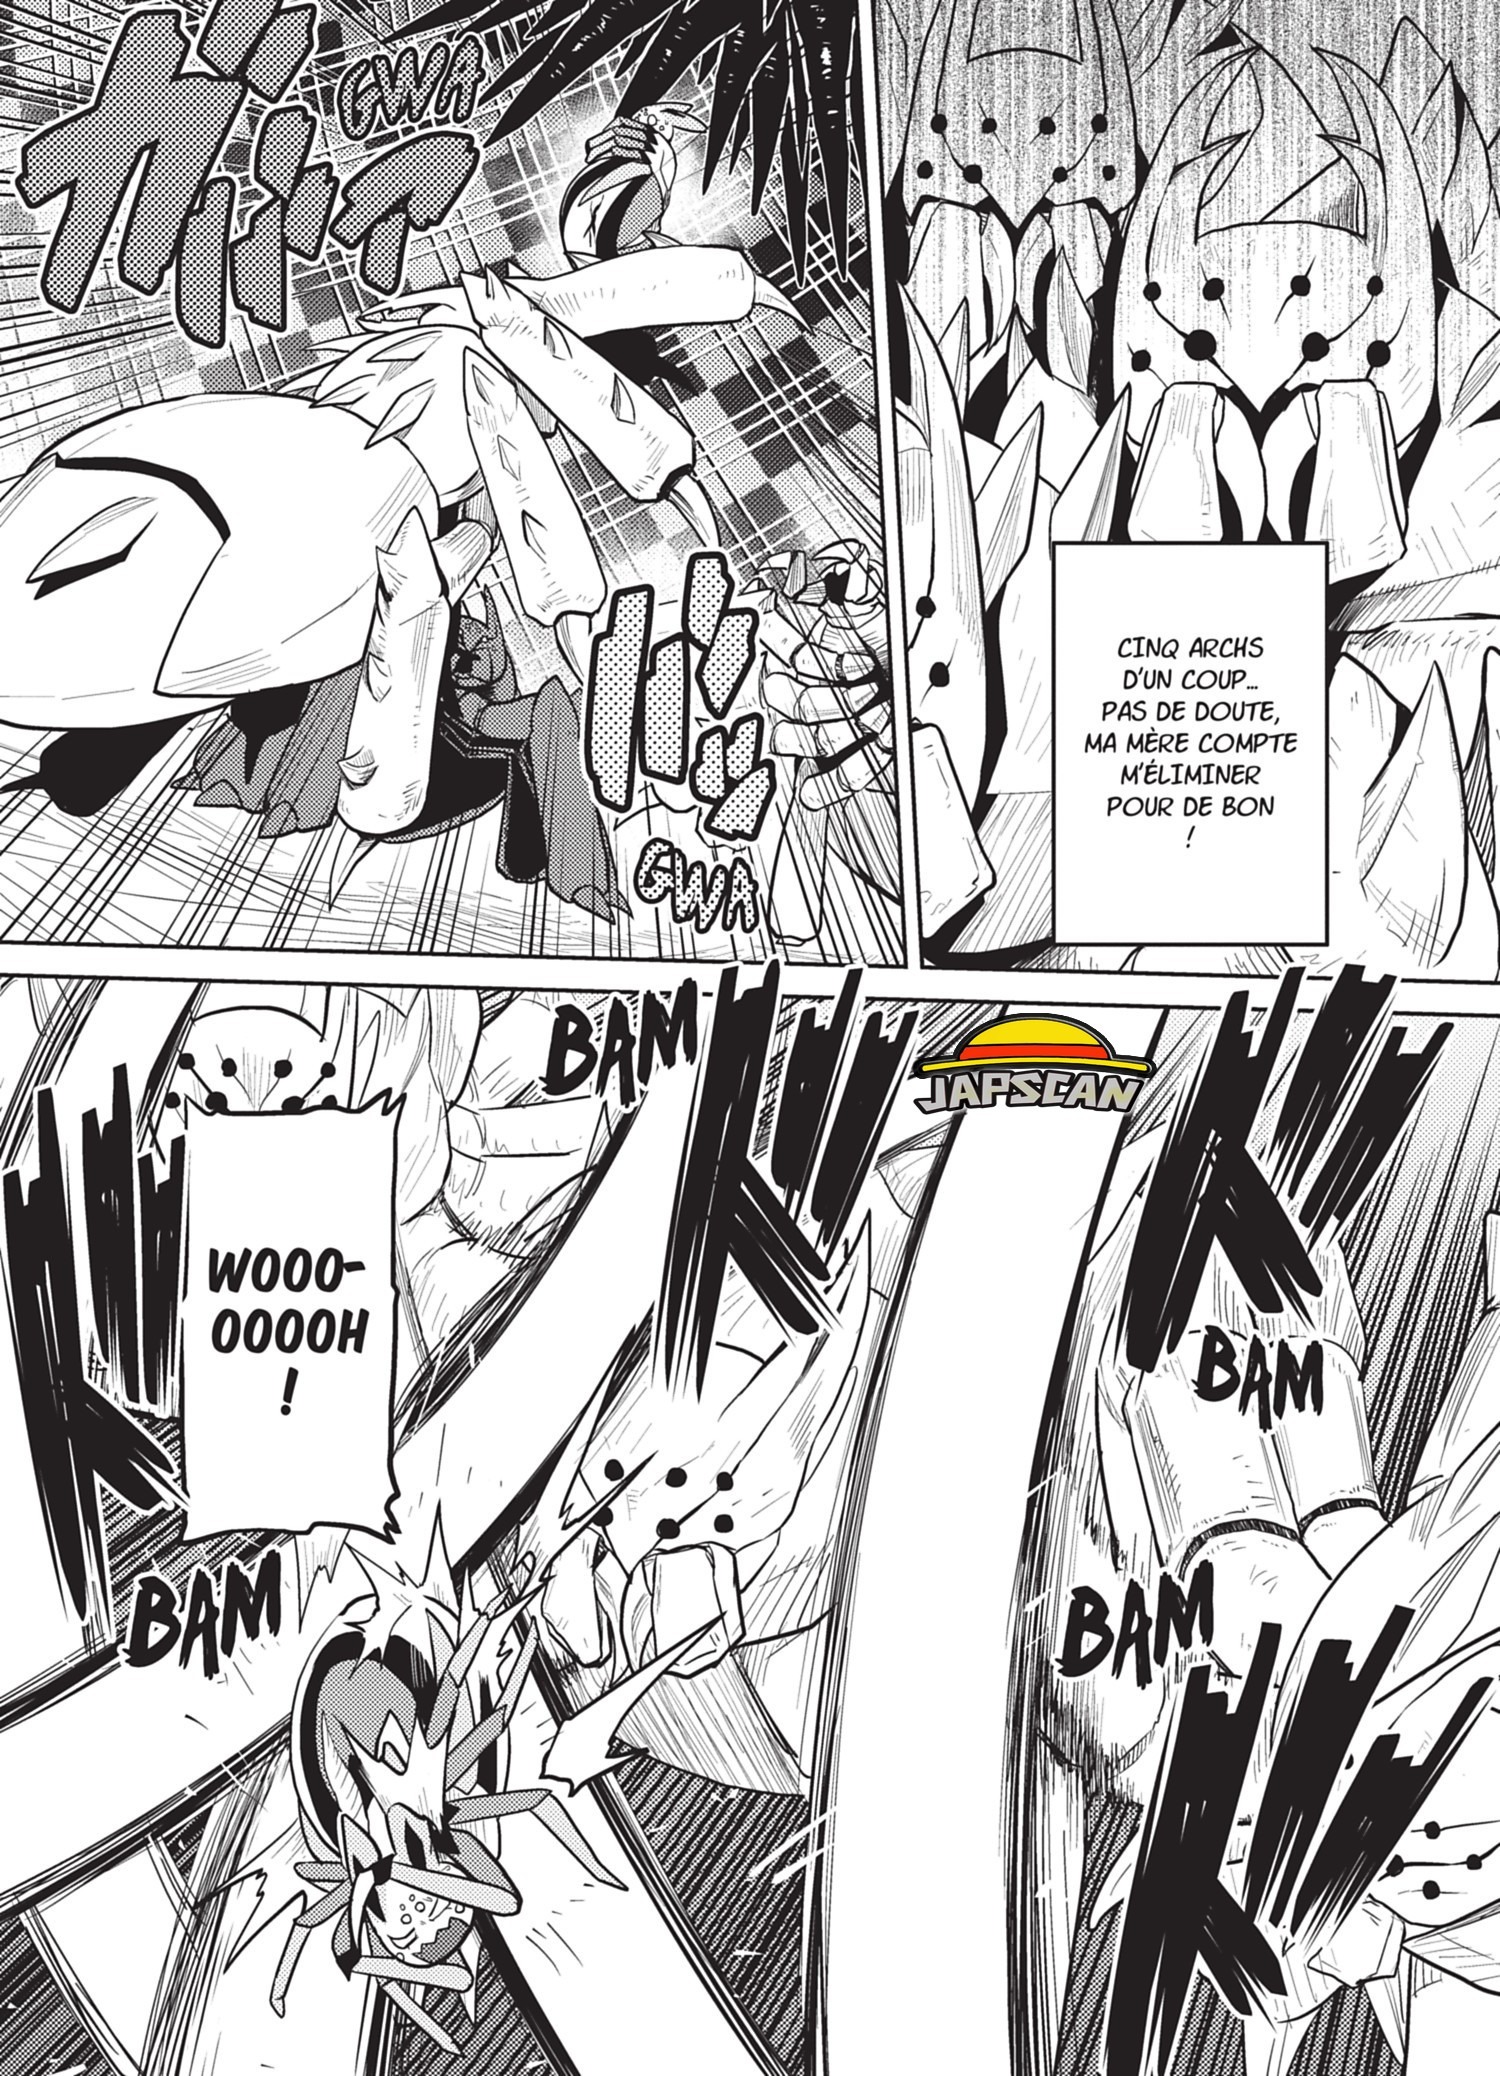 CINQ ARCHS
D'UN COUP...
PAS DE DOUTE,
MA MÈRE COMPTE
M'ÉLIMINER
POUR DE BON
!
GWA
GWA
BAM
JAPSCAN
BAM
BAM
WOOO-
OOOOH
!
BAM